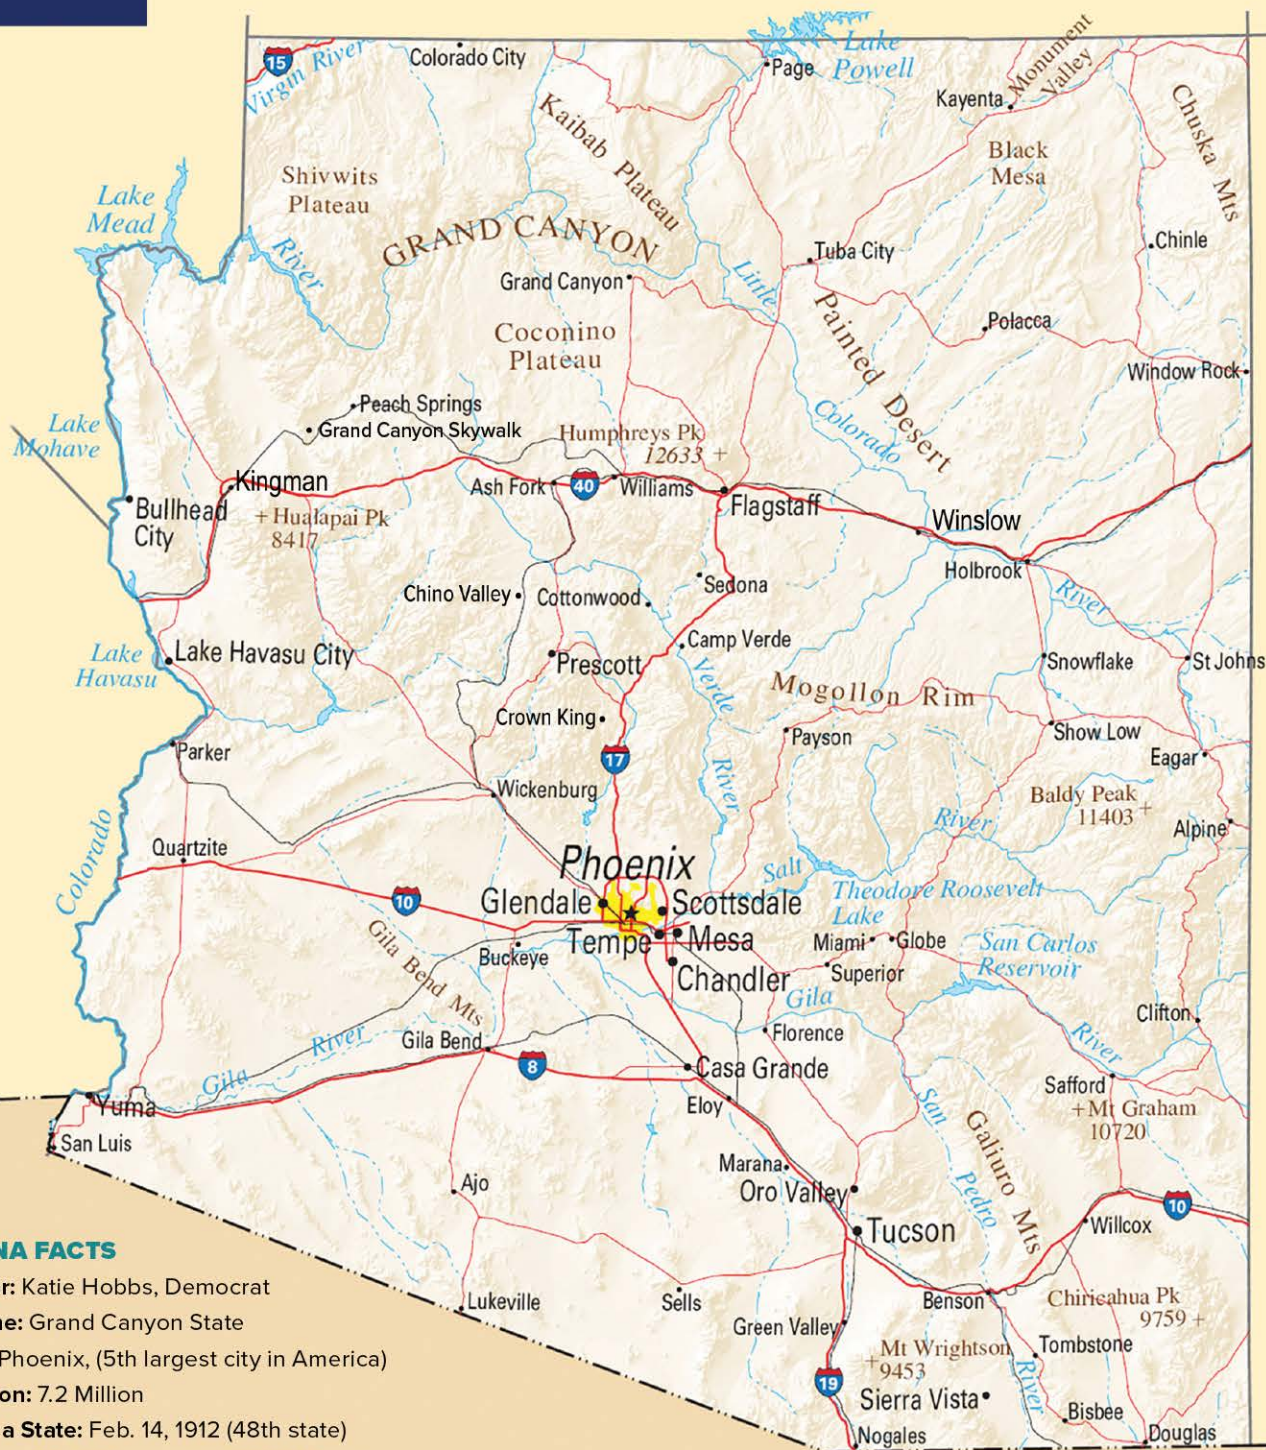 15
Virgin River
Colorado City
Lake
Powell
Page
Monument
Valley
Kayenta
Chuska Mts
Kaibab Plateau
Black
Mesa
Shivwits
Plateau
Lake
Mead
River
GRAND CANYON
Chinle
Tuba City
Little
Grand Canyon
Painted Desert
Polacca
Coconino
Plateau
Window Rock
Peach Springs
Grand Canyon Skywalk
Colorado
Lake
Mohave
Humphreys Pk
12633
Kingman
Ash Fork
40
Williams
Flagstaff
Bullhead
City
Hualapai Pk
8417
Winslow
Holbrook
Sedona
Chino Valley
Cottonwood
River
Camp Verde
Lake
Havasu
Lake Havasu City
Prescott
Verde
River
Snowflake
St Johns
Mogollon Rim
Crown King
Payson
Show Low
Parker
17
Eagar
Wickenburg
Baldy Peak
11403
Alpine
River
Quartzite
Colorado
Phoenix
Salt
Theodore Roosevelt
Lake
10
Glendale
Scottsdale
Gila Bend Mts
Tempe
Mesa
Miami
Globe
San Carlos
Reservoir
Buckeye
Chandler
Superior
Gila
Clifton
Florence
River
Gila Bend
River
8
Casa Grande
Gila
Safford
Mt Graham
10720
Yuma
Eloy
San
Pedro
Galiuro Mts
San Luis
Marana
Oro Valley
Ajo
10
Willcox
Tucson
Lukeville
Sells
Benson
Chiricahua Pk
9759
Green Valley
Mt Wrightson
9453
Tombstone
19
Sierra Vista
River
Bisbee
Nogales
Douglas
NA FACTS
r: Katie Hobbs, Democrat
ne: Grand Canyon State
Phoenix, (5th largest city in America)
on: 7.2 Million
a State: Feb. 14, 1912 (48th state)